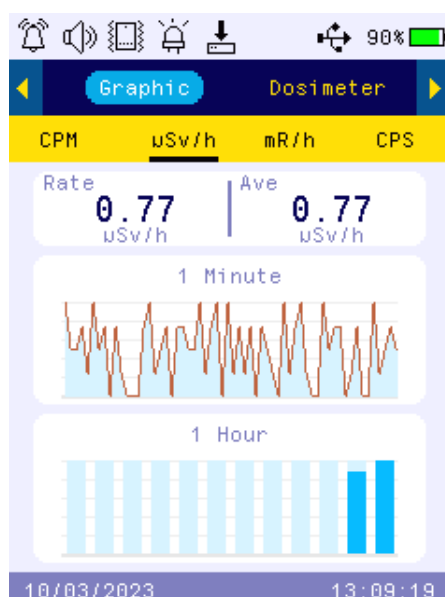 90%
Graphic Dosimeter
CPM µSv/h mR/h CPS
Rate Ave
0.77 0.77
µSv/h µSv/h
1 Minute
1 Hour
10/03/2023 13:09:19